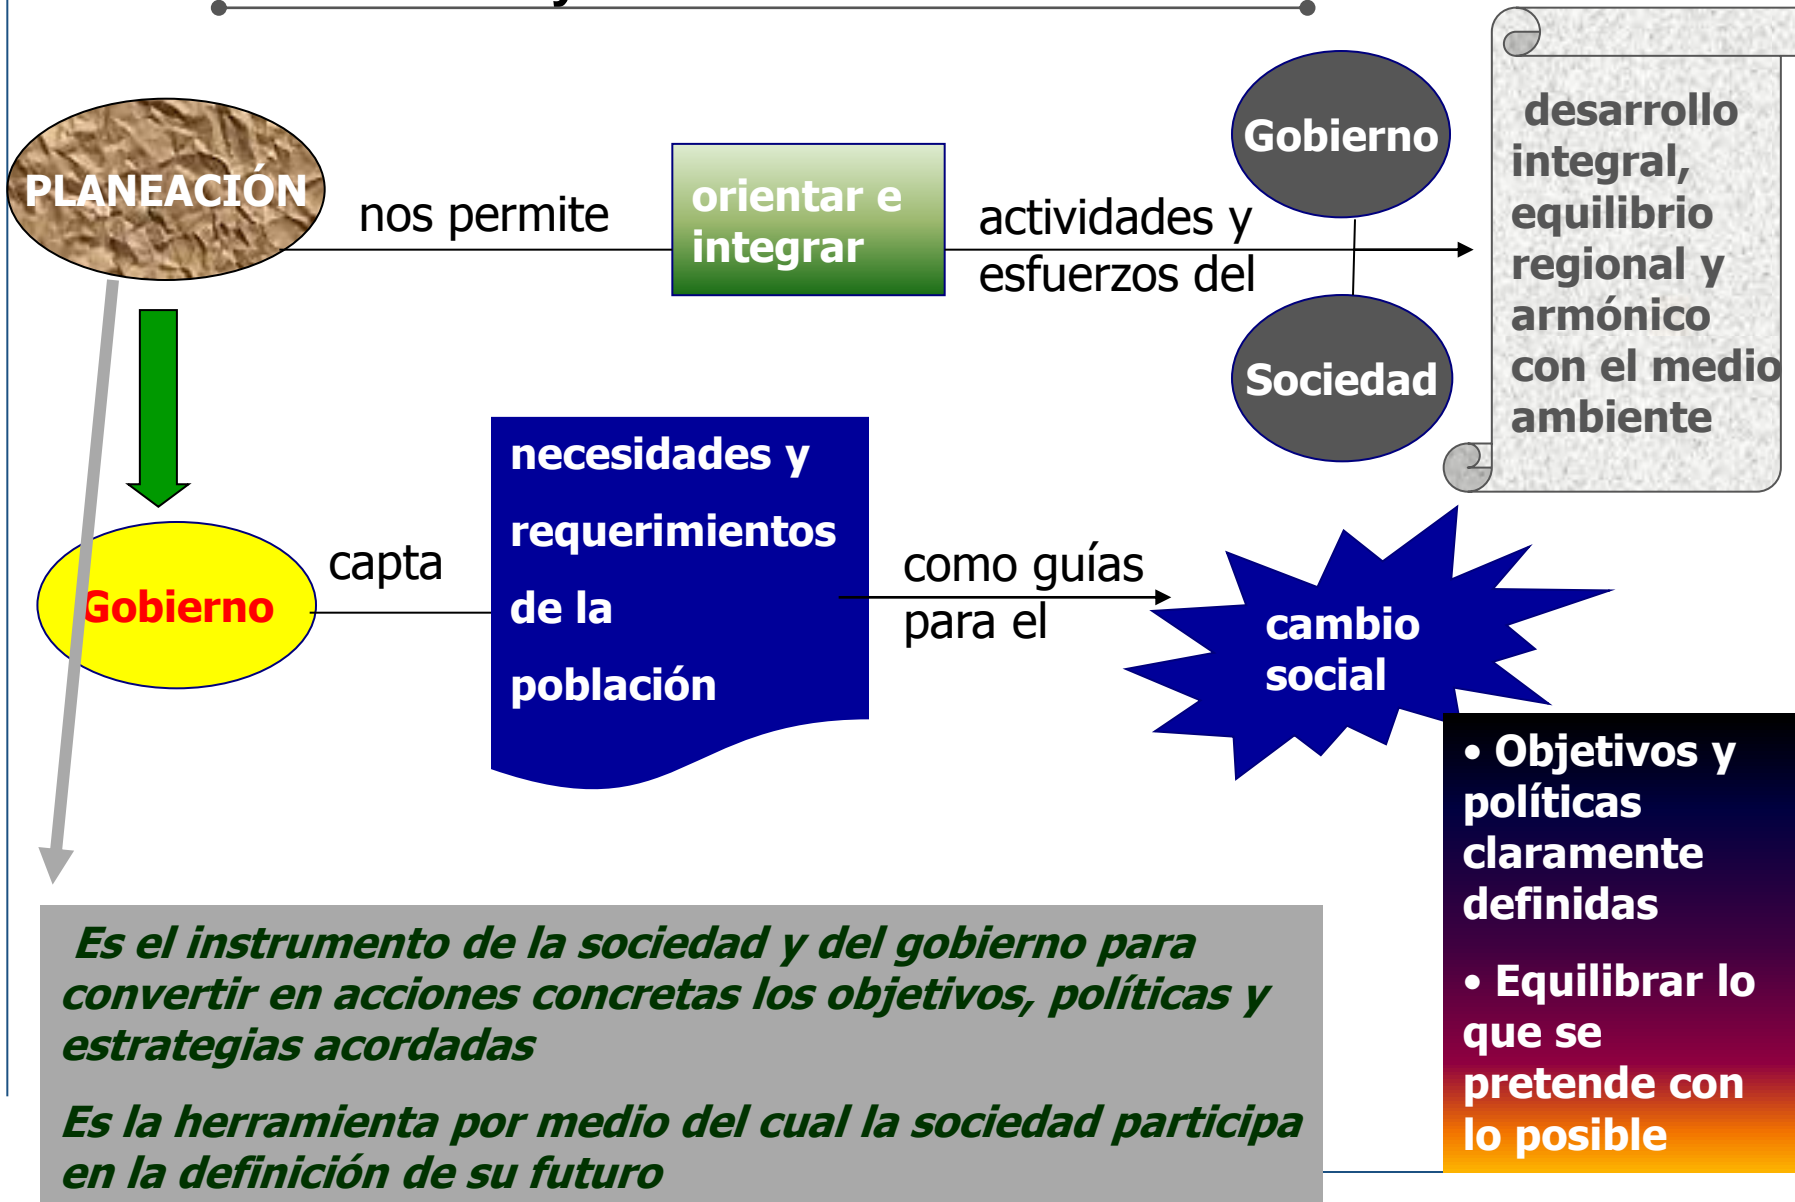 PLANEACIÓN
nos permite
orientar e
integrar
actividades y
esfuerzos del
Gobierno
Sociedad
desarrollo
integral,
equilibrio
regional y
armónico
con el medio
ambiente
Gobierno
capta
necesidades y
requerimientos
de la
población
como guías
para el
cambio
social
• Objetivos y
políticas
claramente
definidas
• Equilibrar lo
que se
pretende con
lo posible
Es el instrumento de la sociedad y del gobierno para
convertir en acciones concretas los objetivos, políticas y
estrategias acordadas
Es la herramienta por medio del cual la sociedad participa
en la definición de su futuro